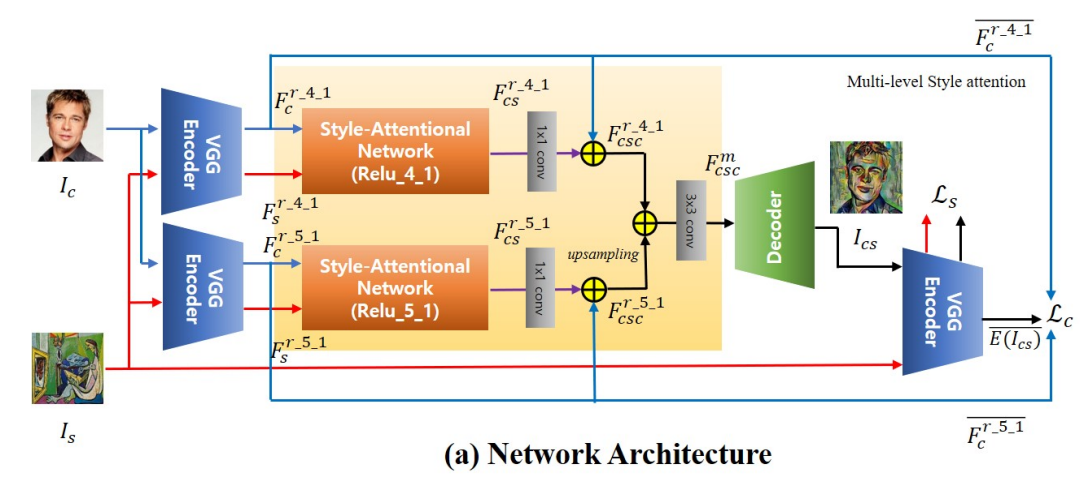 $\overline{F_c^{r\_4\_1}}$
Multi-level Style attention
$I_c$
VGG
Encoder
$F_c^{r\_4\_1}$
Style-Attentional
Network
(Relu_4_1)
$F_s^{r\_4\_1}$
$F_{cs}^{r\_4\_1}$
1x1 conv
$F_{csc}^{r\_4\_1}$
VGG
Encoder
$F_c^{r\_5\_1}$
Style-Attentional
Network
(Relu_5_1)
$F_s^{r\_5\_1}$
$F_{cs}^{r\_5\_1}$
1x1 conv
upsampling
$F_{csc}^{r\_5\_1}$
3x3 conv
$F_{csc}^{m}$
Decoder
$I_{cs}$
$\mathcal{L}_s$
VGG
Encoder
$\mathcal{L}_c$
$\overline{E(I_{cs})}$
$I_s$
$\overline{F_c^{r\_5\_1}}$
(a) Network Architecture